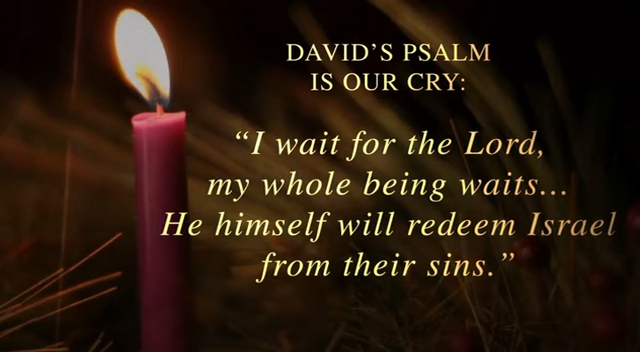 DAVID’S PSALM
IS OUR CRY:
“I wait for the Lord,
my whole being waits...
He himself will redeem Israel
from their sins.”